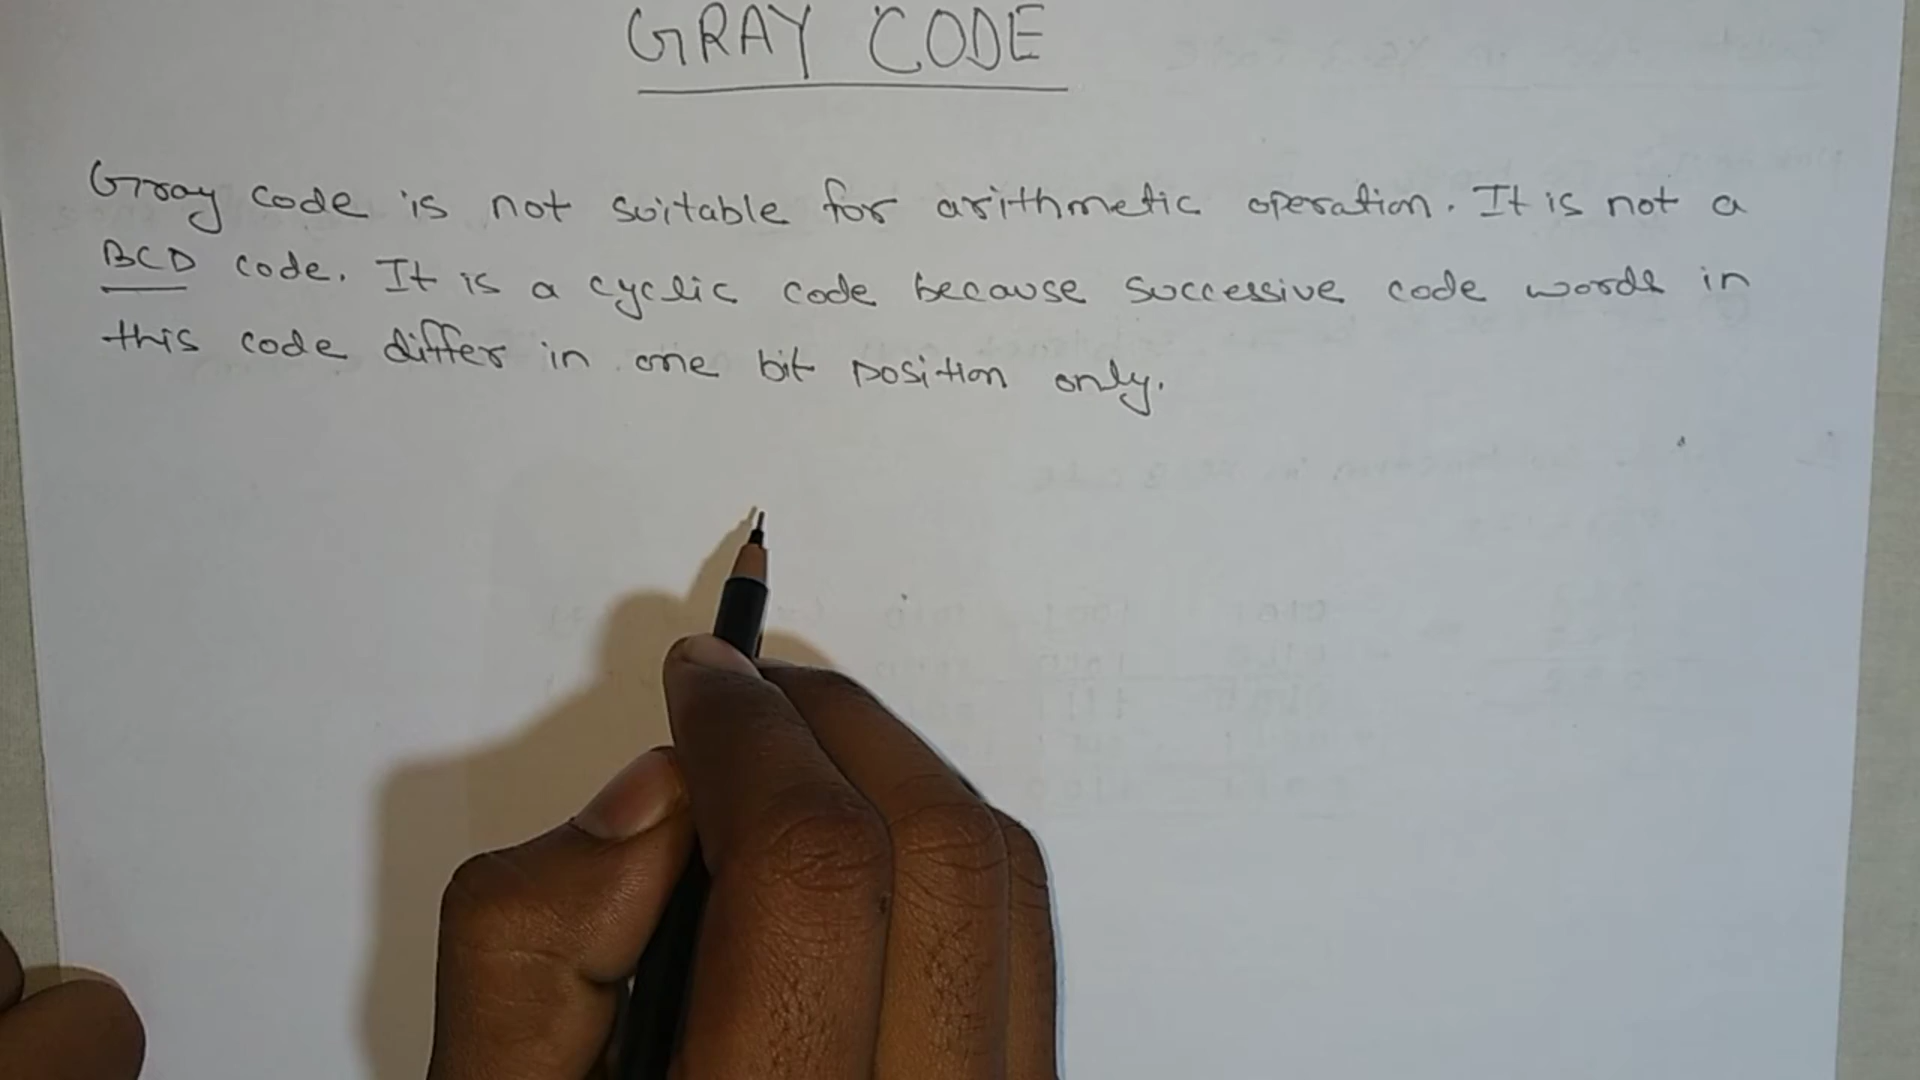 GRAY CODE
Gray code is not suitable for arithmetic operation. It is not a
BCD code. It is a cyclic code because successive code words in
this code differ in one bit position only.